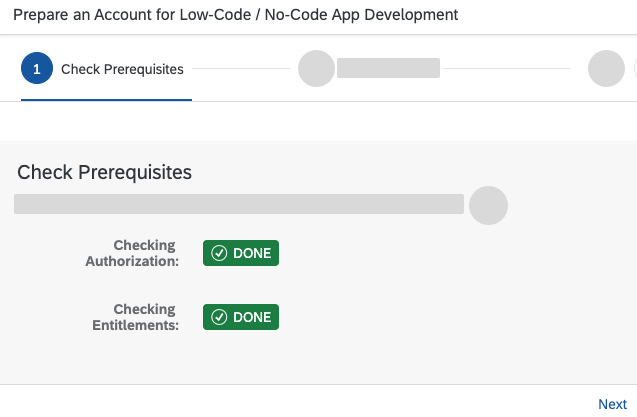 Prepare an Account for Low-Code / No-Code App Development
1 Check Prerequisites
Check Prerequisites
Checking
Authorization:
DONE
Checking
Entitlements:
DONE
Next